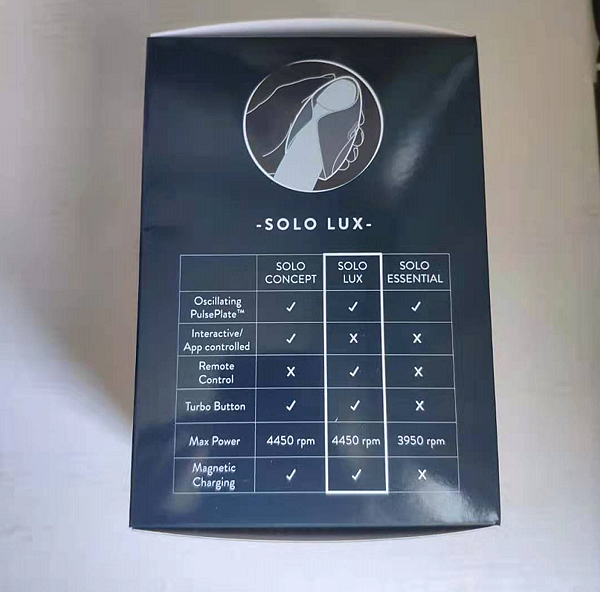 -SOLO LUX-
SOLO CONCEPT SOLO LUX SOLO ESSENTIAL
Oscillating PulsePlate™ ✓ ✓ ✓
Interactive/ App controlled ✓ X X
Remote Control X ✓ X
Turbo Button ✓ ✓ X
Max Power 4450 rpm 4450 rpm 3950 rpm
Magnetic Charging ✓ ✓ X